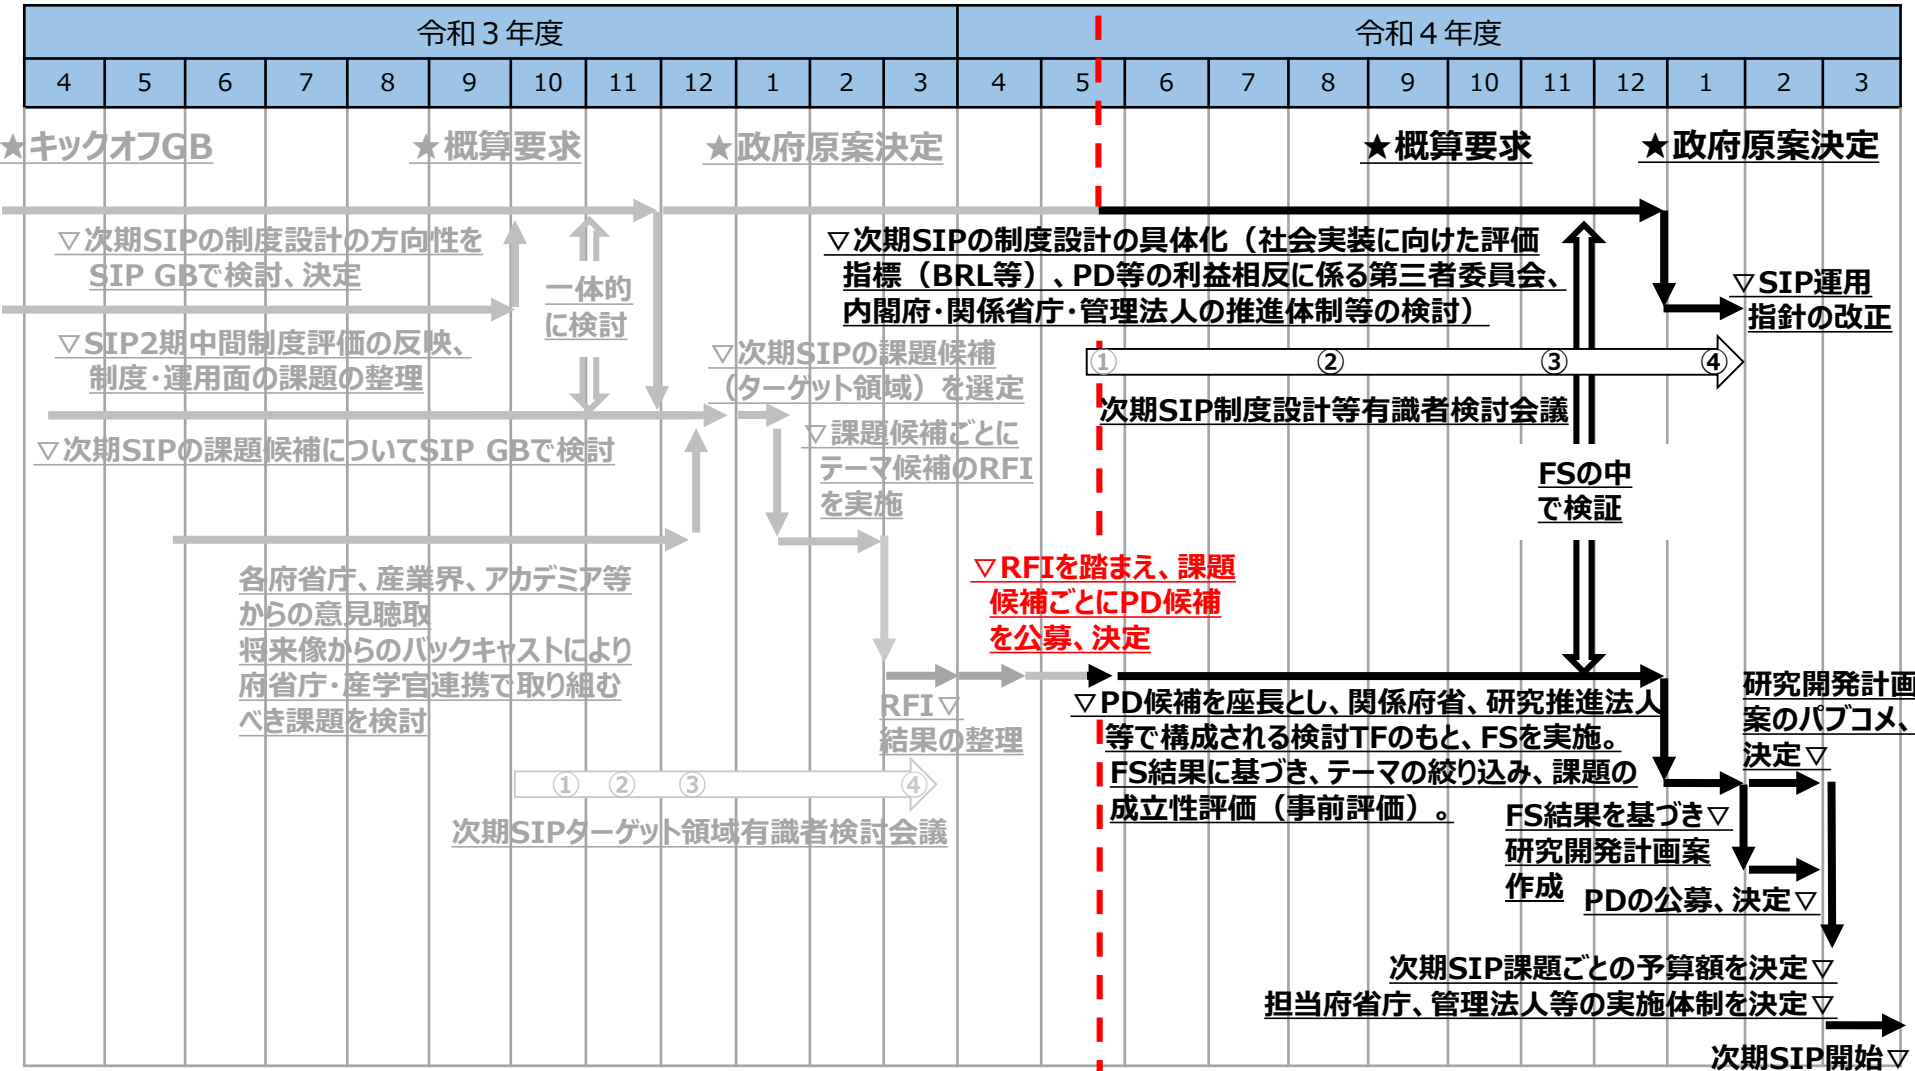 令和３年度
令和４年度
4 5 6 7 8 9 10 11 12 1 2 3 4 5 6 7 8 9 10 11 12 1 2 3
★キックオフGB
★概算要求
★政府原案決定
★概算要求
★政府原案決定
▽次期SIPの制度設計の方向性を
SIP GBで検討、決定
一体的
に検討
▽SIP2期中間制度評価の反映、
制度・運用面の課題の整理
▽次期SIPの課題候補についてSIP GBで検討
各府省庁、産業界、アカデミア等
からの意見聴取
将来像からのバックキャストにより
府省庁・産学官連携で取り組む
べき課題を検討
▽次期SIPの課題候補
（ターゲット領域）を選定
▽課題候補ごとに
テーマ候補のRFI
を実施
RFI▽
結果の整理
① ② ③ ④
次期SIPターゲット領域有識者検討会議
▽次期SIPの制度設計の具体化（社会実装に向けた評価
指標（BRL等）、PD等の利益相反に係る第三者委員会、
内閣府・関係省庁・管理法人の推進体制等の検討）
▽SIP運用
指針の改正
① ② ③ ④
次期SIP制度設計等有識者検討会議
FSの中
で検証
▽RFIを踏まえ、課題
候補ごとにPD候補
を公募、決定
▽PD候補を座長とし、関係府省、研究推進法人
等で構成される検討TFのもと、FSを実施。
FS結果に基づき、テーマの絞り込み、課題の
成立性評価（事前評価）。
研究開発計画
案のパブコメ、
決定▽
FS結果を基づき▽
研究開発計画案
作成
PDの公募、決定▽
次期SIP課題ごとの予算額を決定▽
担当府省庁、管理法人等の実施体制を決定▽
次期SIP開始▽